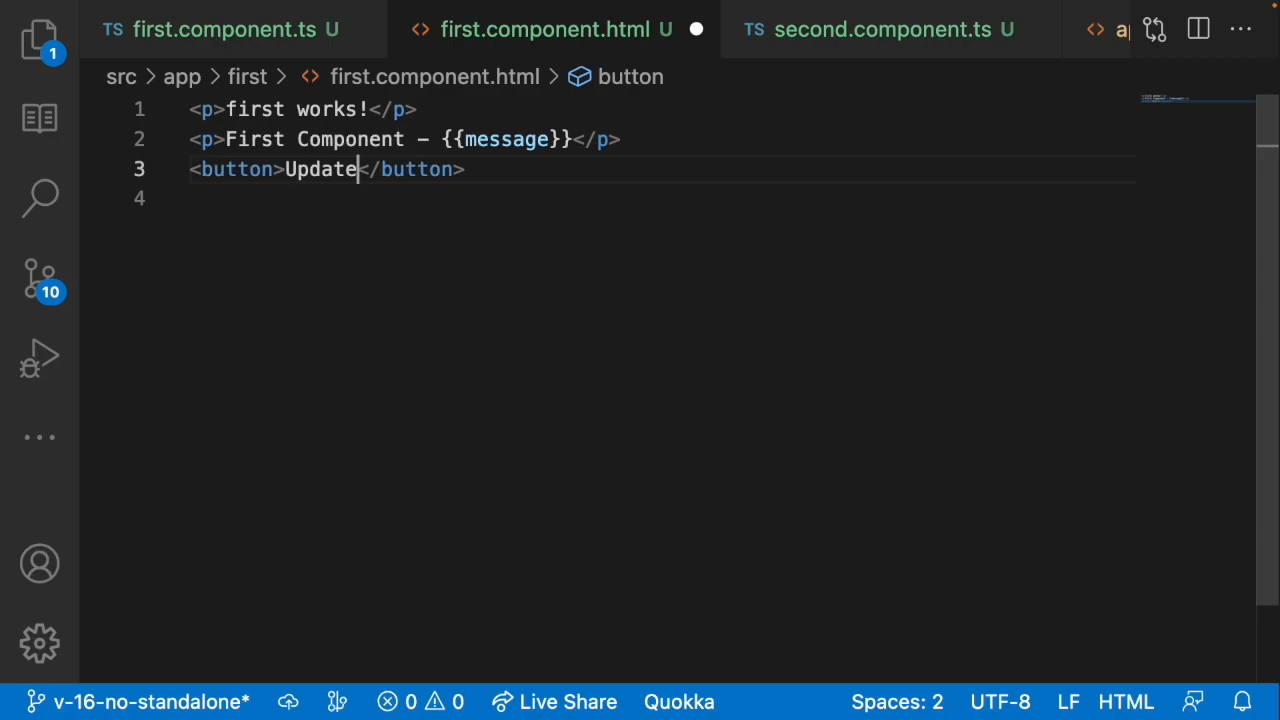 1
TS first.component.ts U
<> first.component.html U
TS second.component.ts U
<>
src > app > first > <> first.component.html > button
1 <p>first works!</p>
2 <p>First Component - {{message}}</p>
3 <button>Update</button>
4
10
v-16-no-standalone*
0
0
Live Share
Quokka
Spaces: 2
UTF-8
LF
HTML